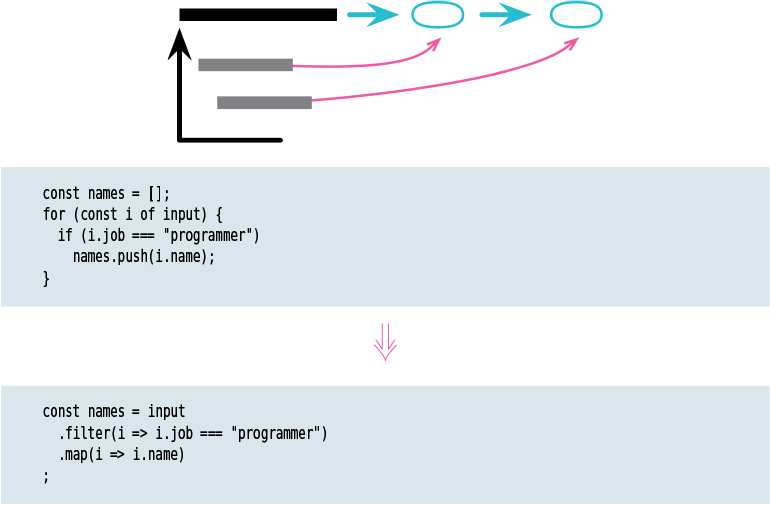 const names = [];
for (const i of input) {
  if (i.job === "programmer")
    names.push(i.name);
}
const names = input
  .filter(i => i.job === "programmer")
  .map(i => i.name)
;